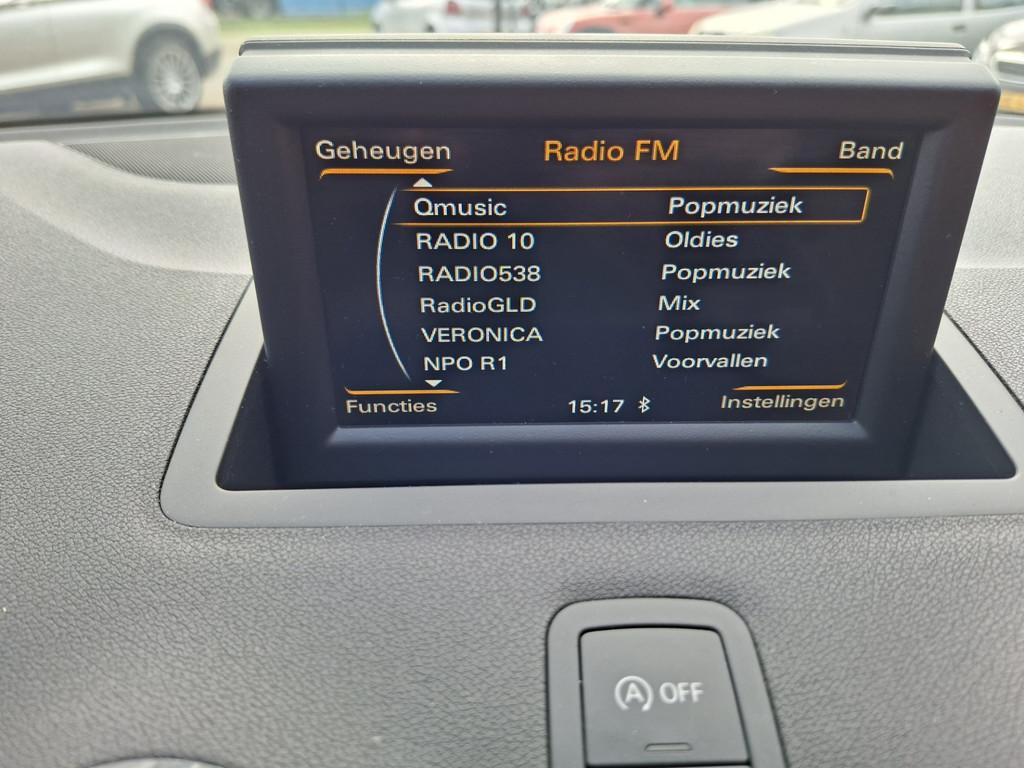 Geheugen Radio FM Band
Qmusic Popmuziek
RADIO 10 Oldies
RADIO538 Popmuziek
RadioGLD Mix
VERONICA Popmuziek
NPO R1 Voorvallen
Functies 15:17 Instellingen
A OFF